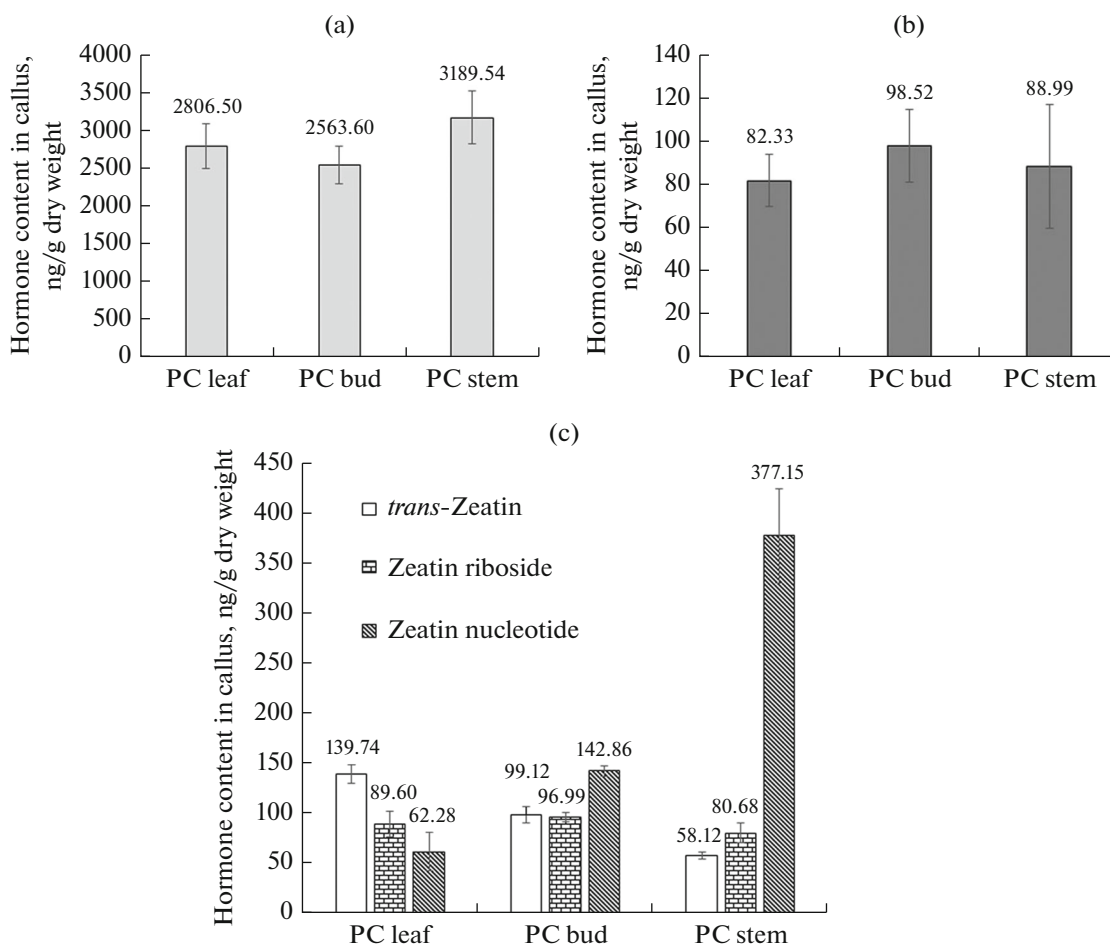 (a)
Hormone content in callus,
ng/g dry weight
4000
3500
3000
2500
2000
1500
1000
500
0
2806.50
2563.60
3189.54
PC leaf
PC bud
PC stem
(b)
Hormone content in callus,
ng/g dry weight
140
120
100
80
60
40
20
0
82.33
98.52
88.99
PC leaf
PC bud
PC stem
(c)
Hormone content in callus, ng/g dry weight
450
400
350
300
250
200
150
100
50
0
trans-Zeatin
Zeatin riboside
Zeatin nucleotide
139.74
89.60
62.28
99.12
96.99
142.86
58.12
80.68
377.15
PC leaf
PC bud
PC stem